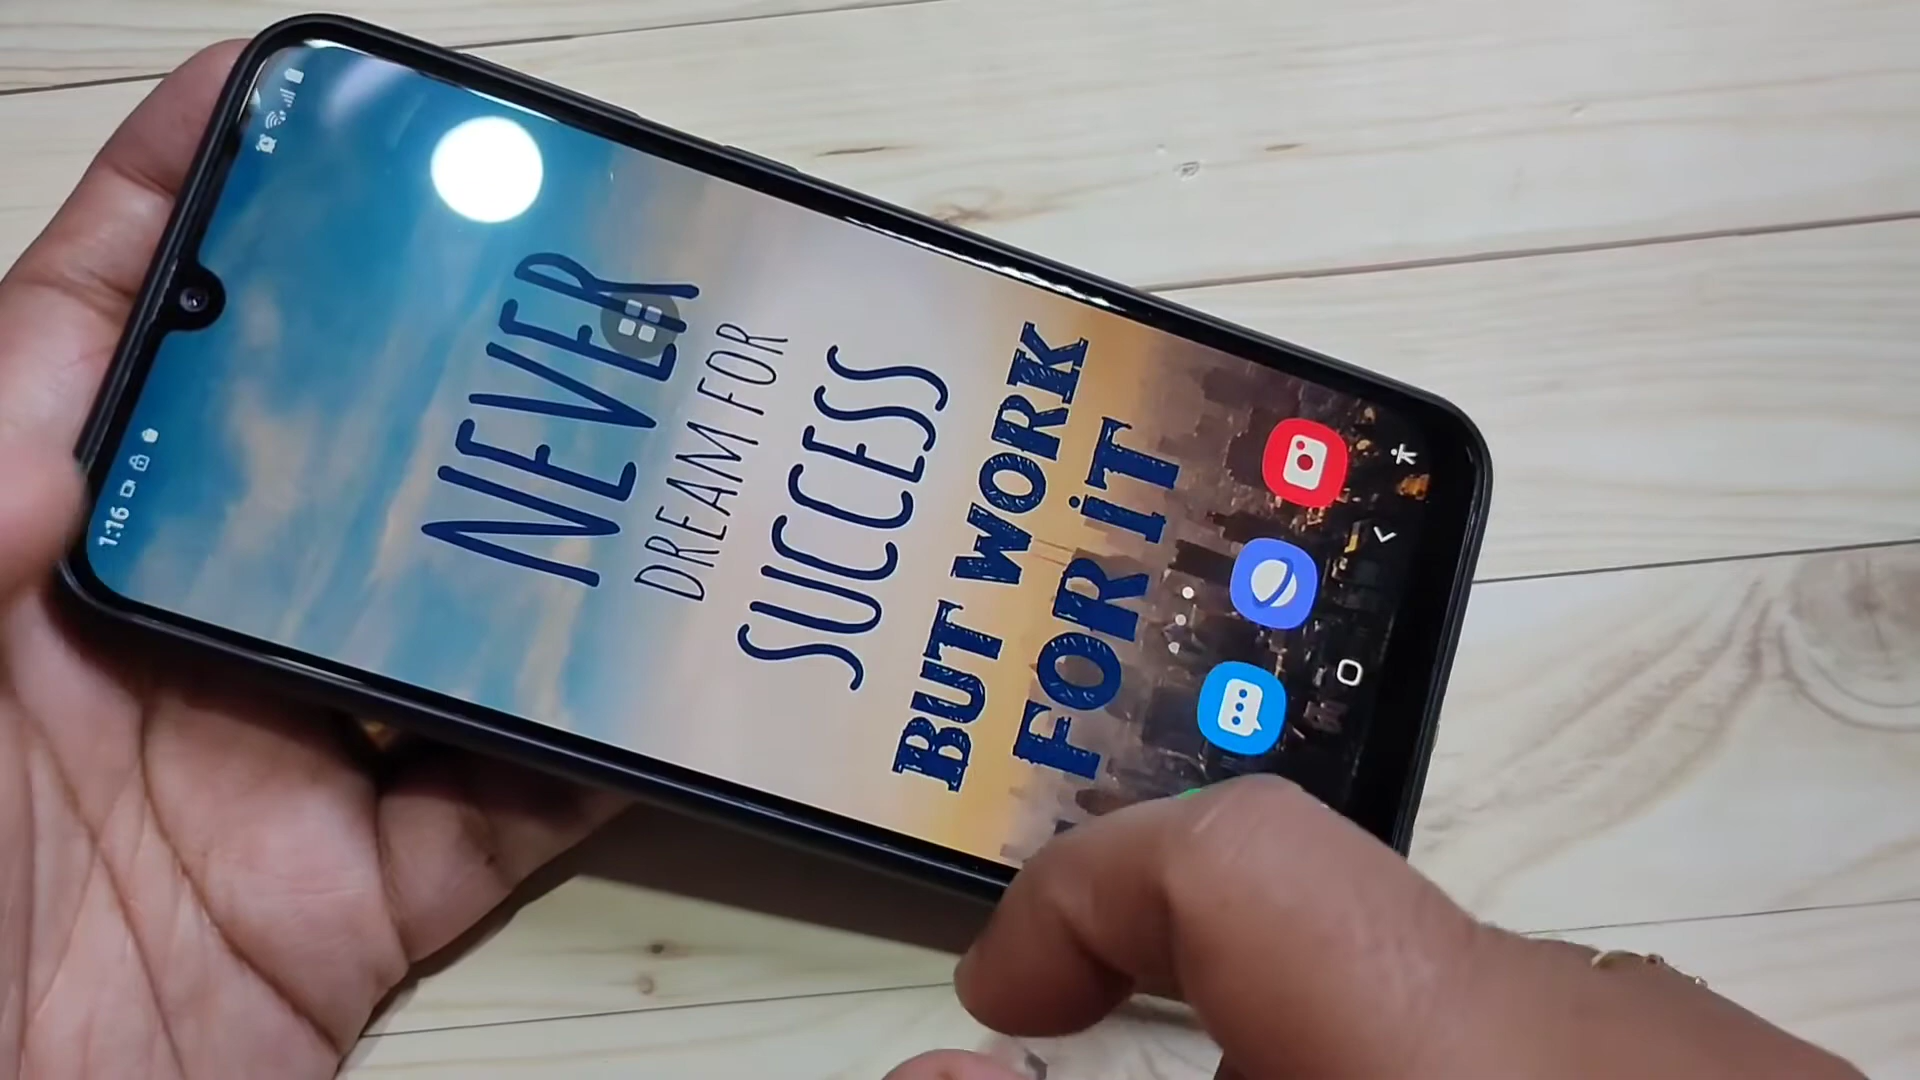 1:16
NEVER
DREAM FOR
SUCCESS
BUT WORK
FOR iT